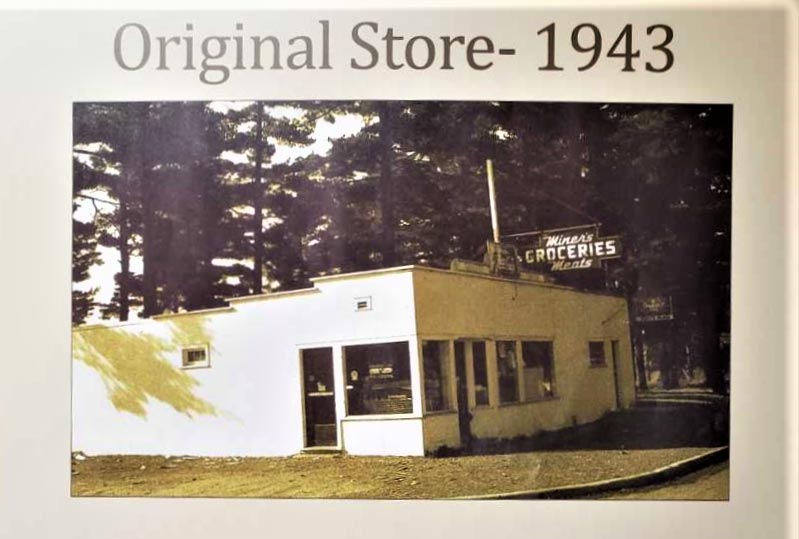 Original Store- 1943
Miner's
GROCERIES
Meats